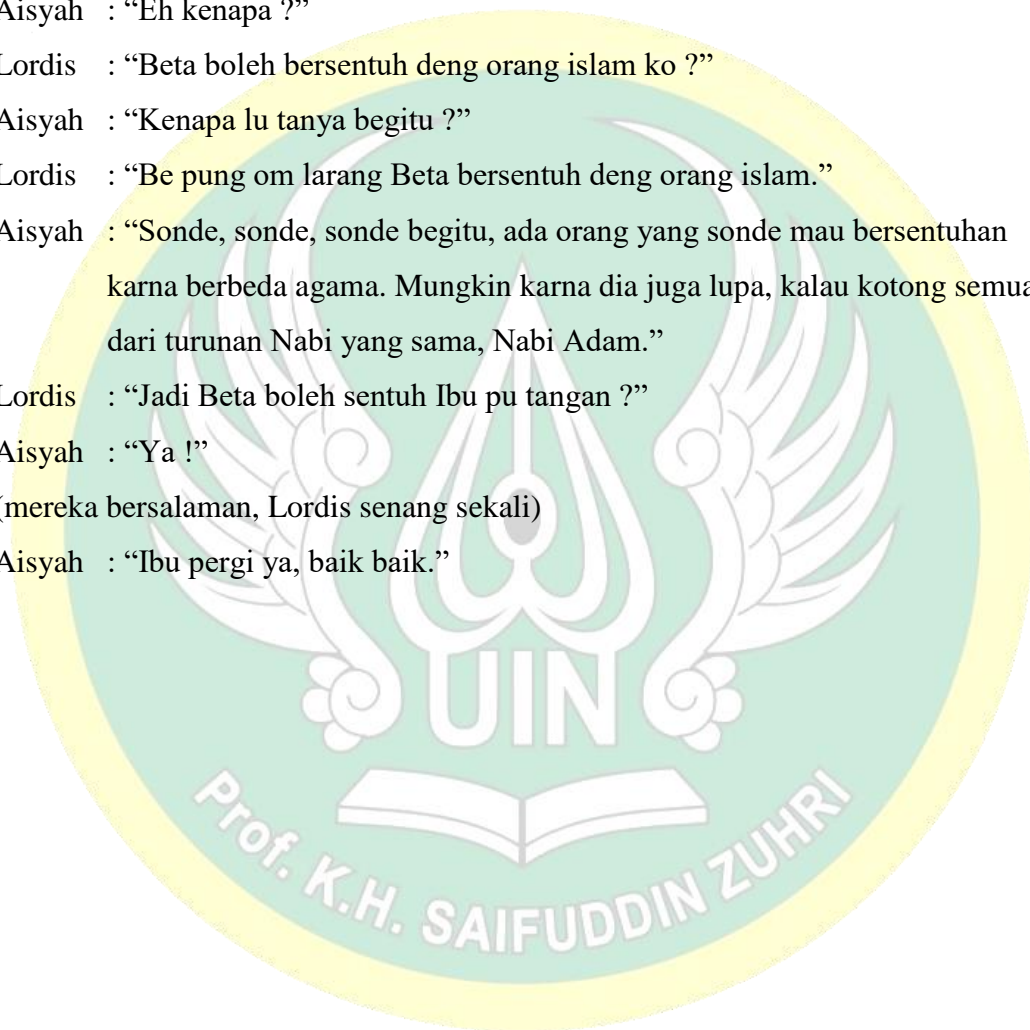 Aisyah : “Eh kenapa ?”
Lordis : “Beta boleh bersentuh deng orang islam ko ?”
Aisyah : “Kenapa lu tanya begitu ?”
Lordis : “Be pung om larang Beta bersentuh deng orang islam.”
Aisyah : “Sonde, sonde, sonde begitu, ada orang yang sonde mau bersentuhan
karna berbeda agama. Mungkin karna dia juga lupa, kalau kotong semua
dari turunan Nabi yang sama, Nabi Adam.”
Lordis : “Jadi Beta boleh sentuh Ibu pu tangan ?”
Aisyah : “Ya !”
(mereka bersalaman, Lordis senang sekali)
Aisyah : “Ibu pergi ya, baik baik.”
UIN
Prof. K.H. SAIFUDDIN ZUHRI